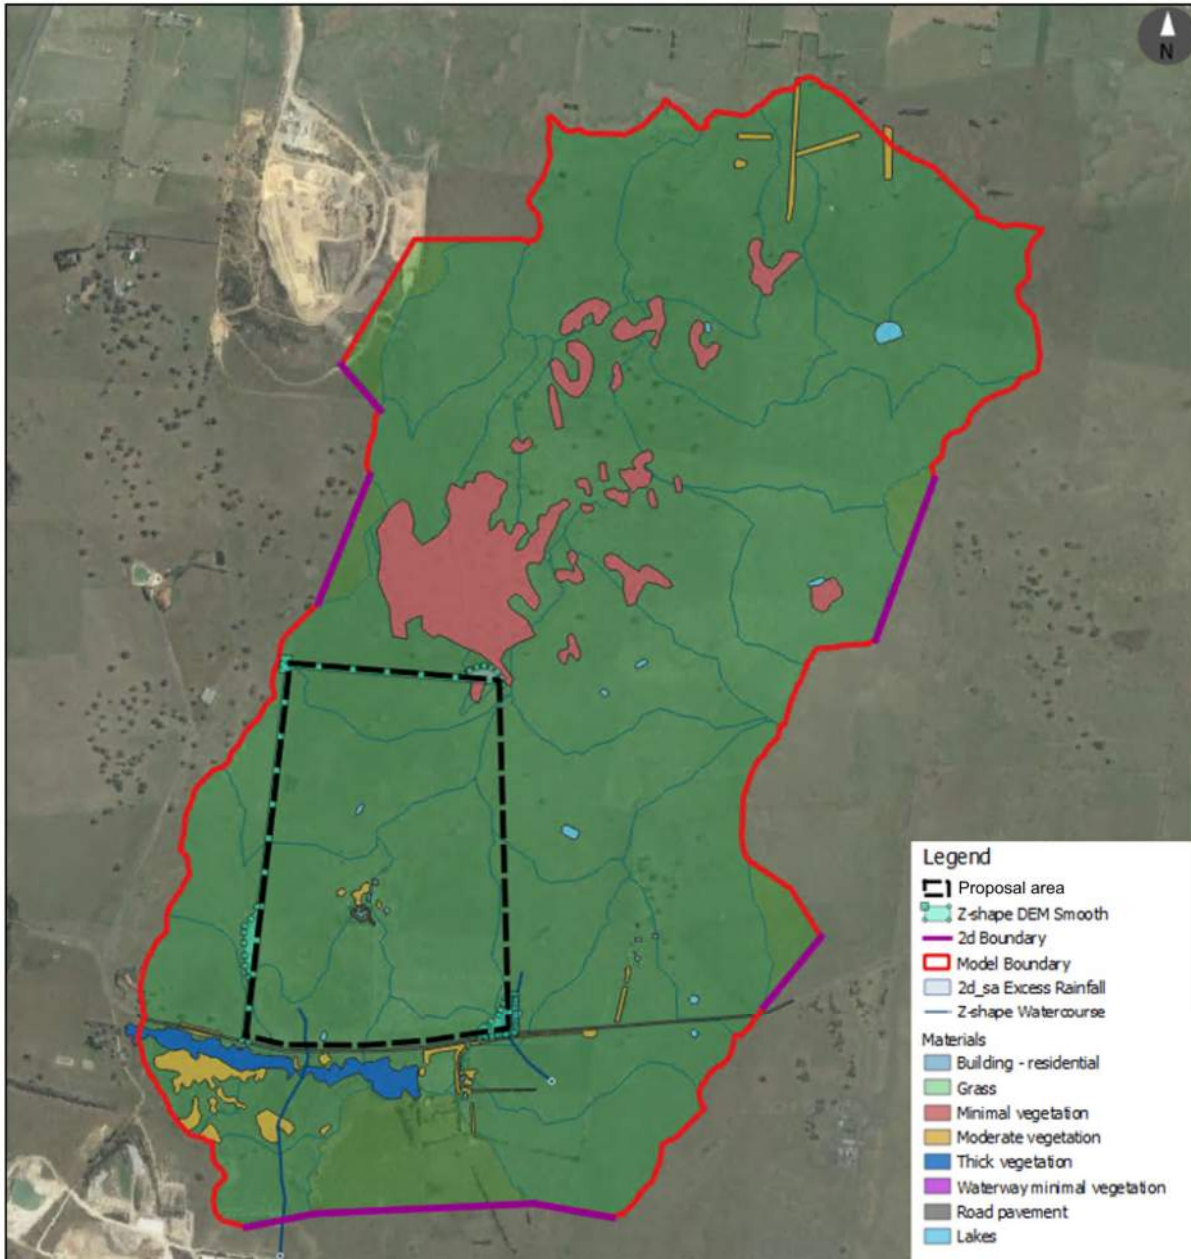 N
Legend
Proposal area
Z-shape DEM Smooth
2d Boundary
Model Boundary
2d_sa Excess Rainfall
Z-shape Watercourse
Materials
Building - residential
Grass
Minimal vegetation
Moderate vegetation
Thick vegetation
Waterway minimal vegetation
Road pavement
Lakes